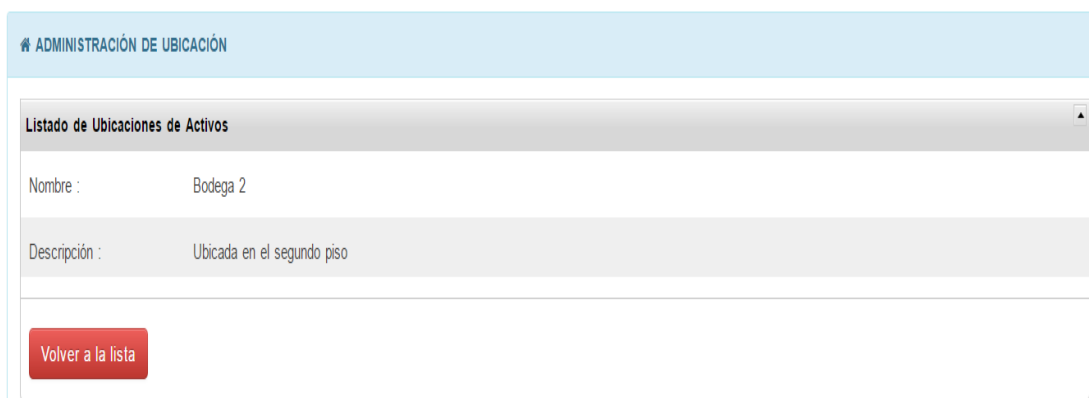 ADMINISTRACIÓN DE UBICACIÓN
Listado de Ubicaciones de Activos
Nombre : Bodega 2
Descripción : Ubicada en el segundo piso
Volver a la lista